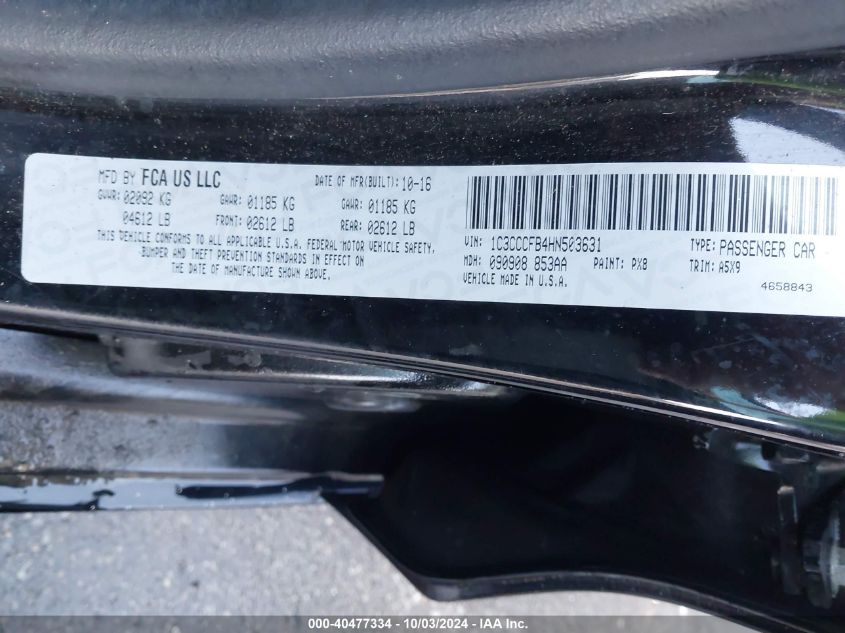 MFD BY FCA US LLC DATE OF MFR(BUILT): 10-16
GVWR: 02092 KG GAWR: 01185 KG GAWR: 01185 KG
04612 LB FRONT: 02612 LB REAR: 02612 LB
THIS VEHICLE CONFORMS TO ALL APPLICABLE U.S.A. FEDERAL MOTOR VEHICLE SAFETY,
BUMPER AND THEFT PREVENTION STANDARDS IN EFFECT ON
THE DATE OF MANUFACTURE SHOWN ABOVE.
VIN: 1C3CCCFB4HN503631 TYPE: PASSENGER CAR
MDH: 090908 853AA PAINT: PX8 TRIM: A5X9
VEHICLE MADE IN U.S.A.
4658843
000-40477334 - 10/03/2024 - IAA Inc.